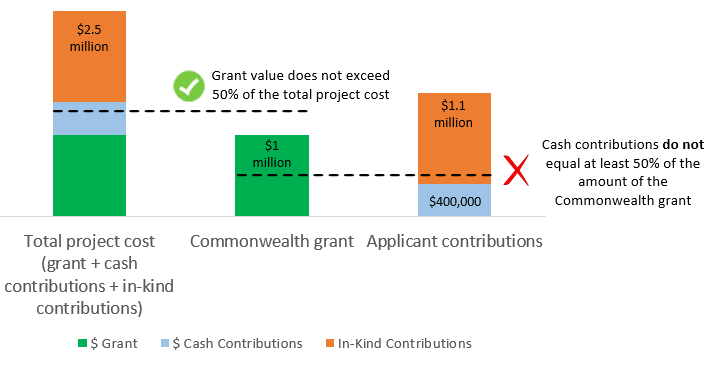 $2.5
million
Grant value does not exceed
50% of the total project cost
$1
million
$1.1
million
$400,000
Cash contributions do not
equal at least 50% of the
amount of the
Commonwealth grant
Total project cost
(grant + cash
contributions + in-kind
contributions)
Commonwealth grant
Applicant contributions
$ Grant
$ Cash Contributions
In-Kind Contributions